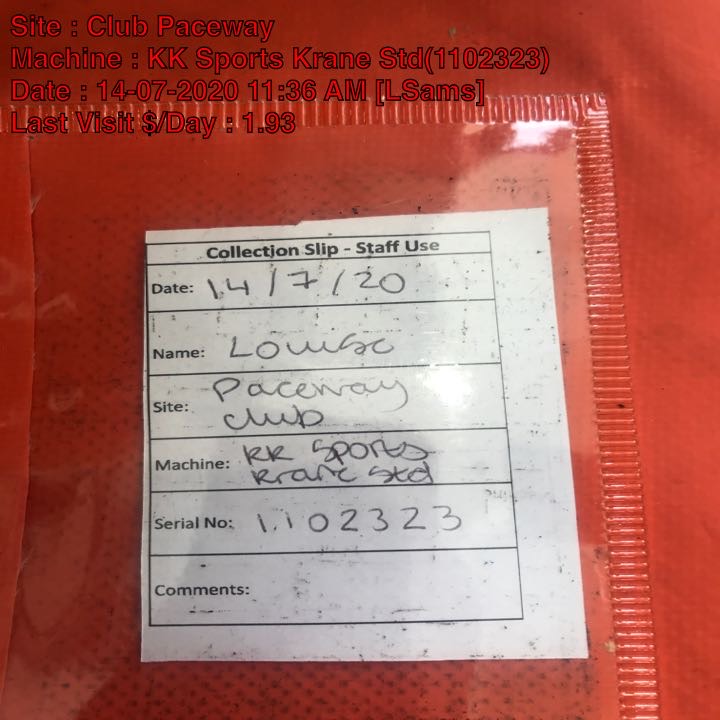 Site : Club Paceway
Machine : KK Sports Krane Std(1102323)
Date : 14-07-2020 11:36 AM [LSams]
Last Visit $/Day : 1.93
Collection Slip - Staff Use
Date: 14/7/20
Name: Louise
Site: Paceway
club
Machine: KK Sports
Krane Std
Serial No: 1102323
Comments: